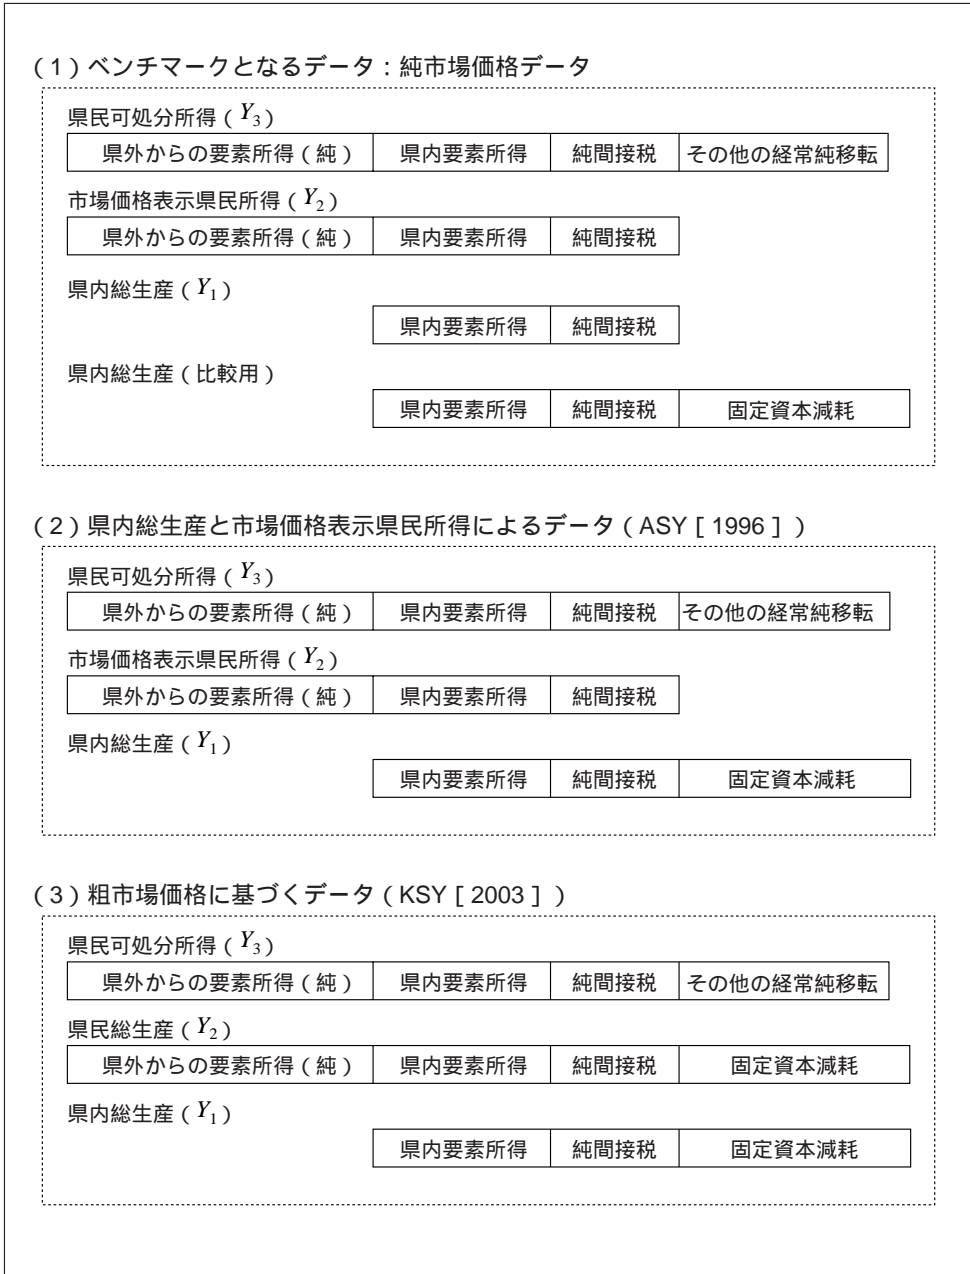 （1）ベンチマークとなるデータ：純市場価格データ
県民可処分所得（Y3）
県外からの要素所得（純） 県内要素所得 純間接税 その他の経常純移転
市場価格表示県民所得（Y2）
県外からの要素所得（純） 県内要素所得 純間接税
県内総生産（Y1）
県内要素所得 純間接税
県内総生産（比較用）
県内要素所得 純間接税 固定資本減耗
（2）県内総生産と市場価格表示県民所得によるデータ（ASY［1996］）
県民可処分所得（Y3）
県外からの要素所得（純） 県内要素所得 純間接税 その他の経常純移転
市場価格表示県民所得（Y2）
県外からの要素所得（純） 県内要素所得 純間接税
県内総生産（Y1）
県内要素所得 純間接税 固定資本減耗
（3）粗市場価格に基づくデータ（KSY［2003］）
県民可処分所得（Y3）
県外からの要素所得（純） 県内要素所得 純間接税 その他の経常純移転
県民総生産（Y2）
県外からの要素所得（純） 県内要素所得 純間接税 固定資本減耗
県内総生産（Y1）
県内要素所得 純間接税 固定資本減耗